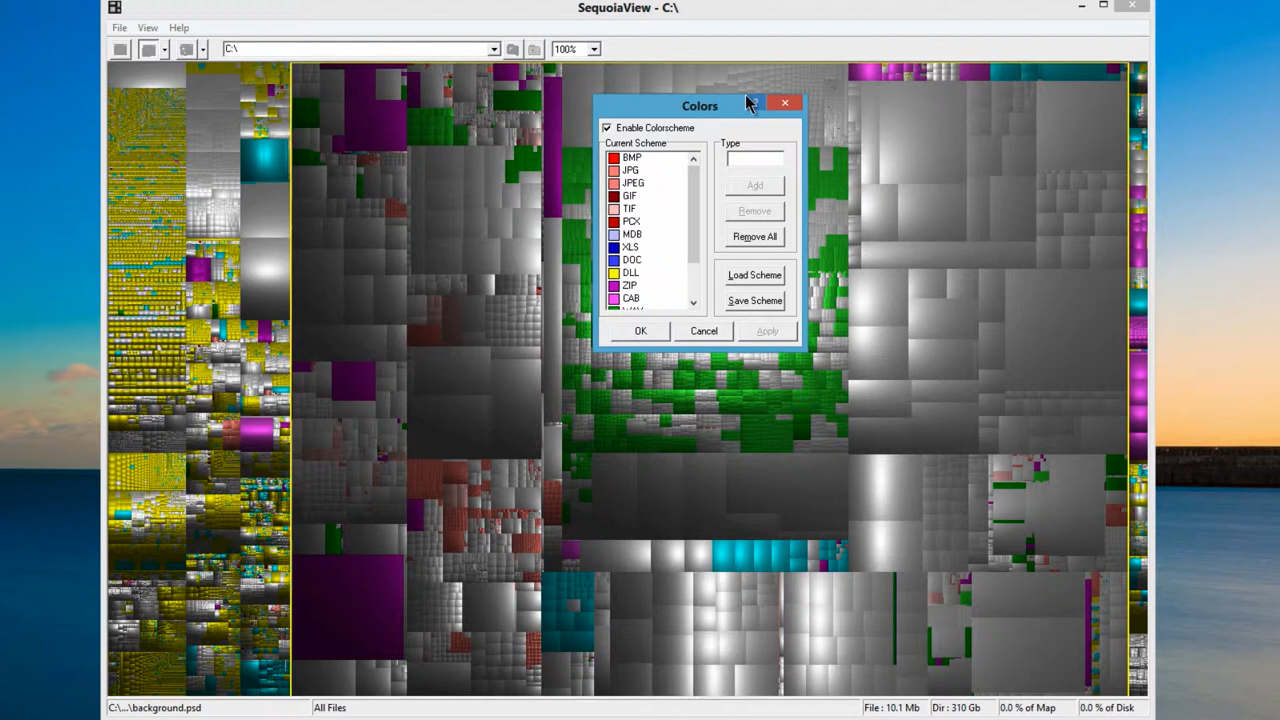 SequoiaView - C:\
File View Help
C:\ 100%
Colors
Enable Colorscheme
Current Scheme
Type
BMP
JPG
JPEG
GIF
TIF
PCX
MDB
XLS
DOC
DLL
ZIP
CAB
Add
Remove
Remove All
Load Scheme
Save Scheme
OK Cancel Apply
C:\...\background.psd All Files File : 10.1 Mb Dir : 310 Gb 0.0 % of Map 0.0 % of Disk